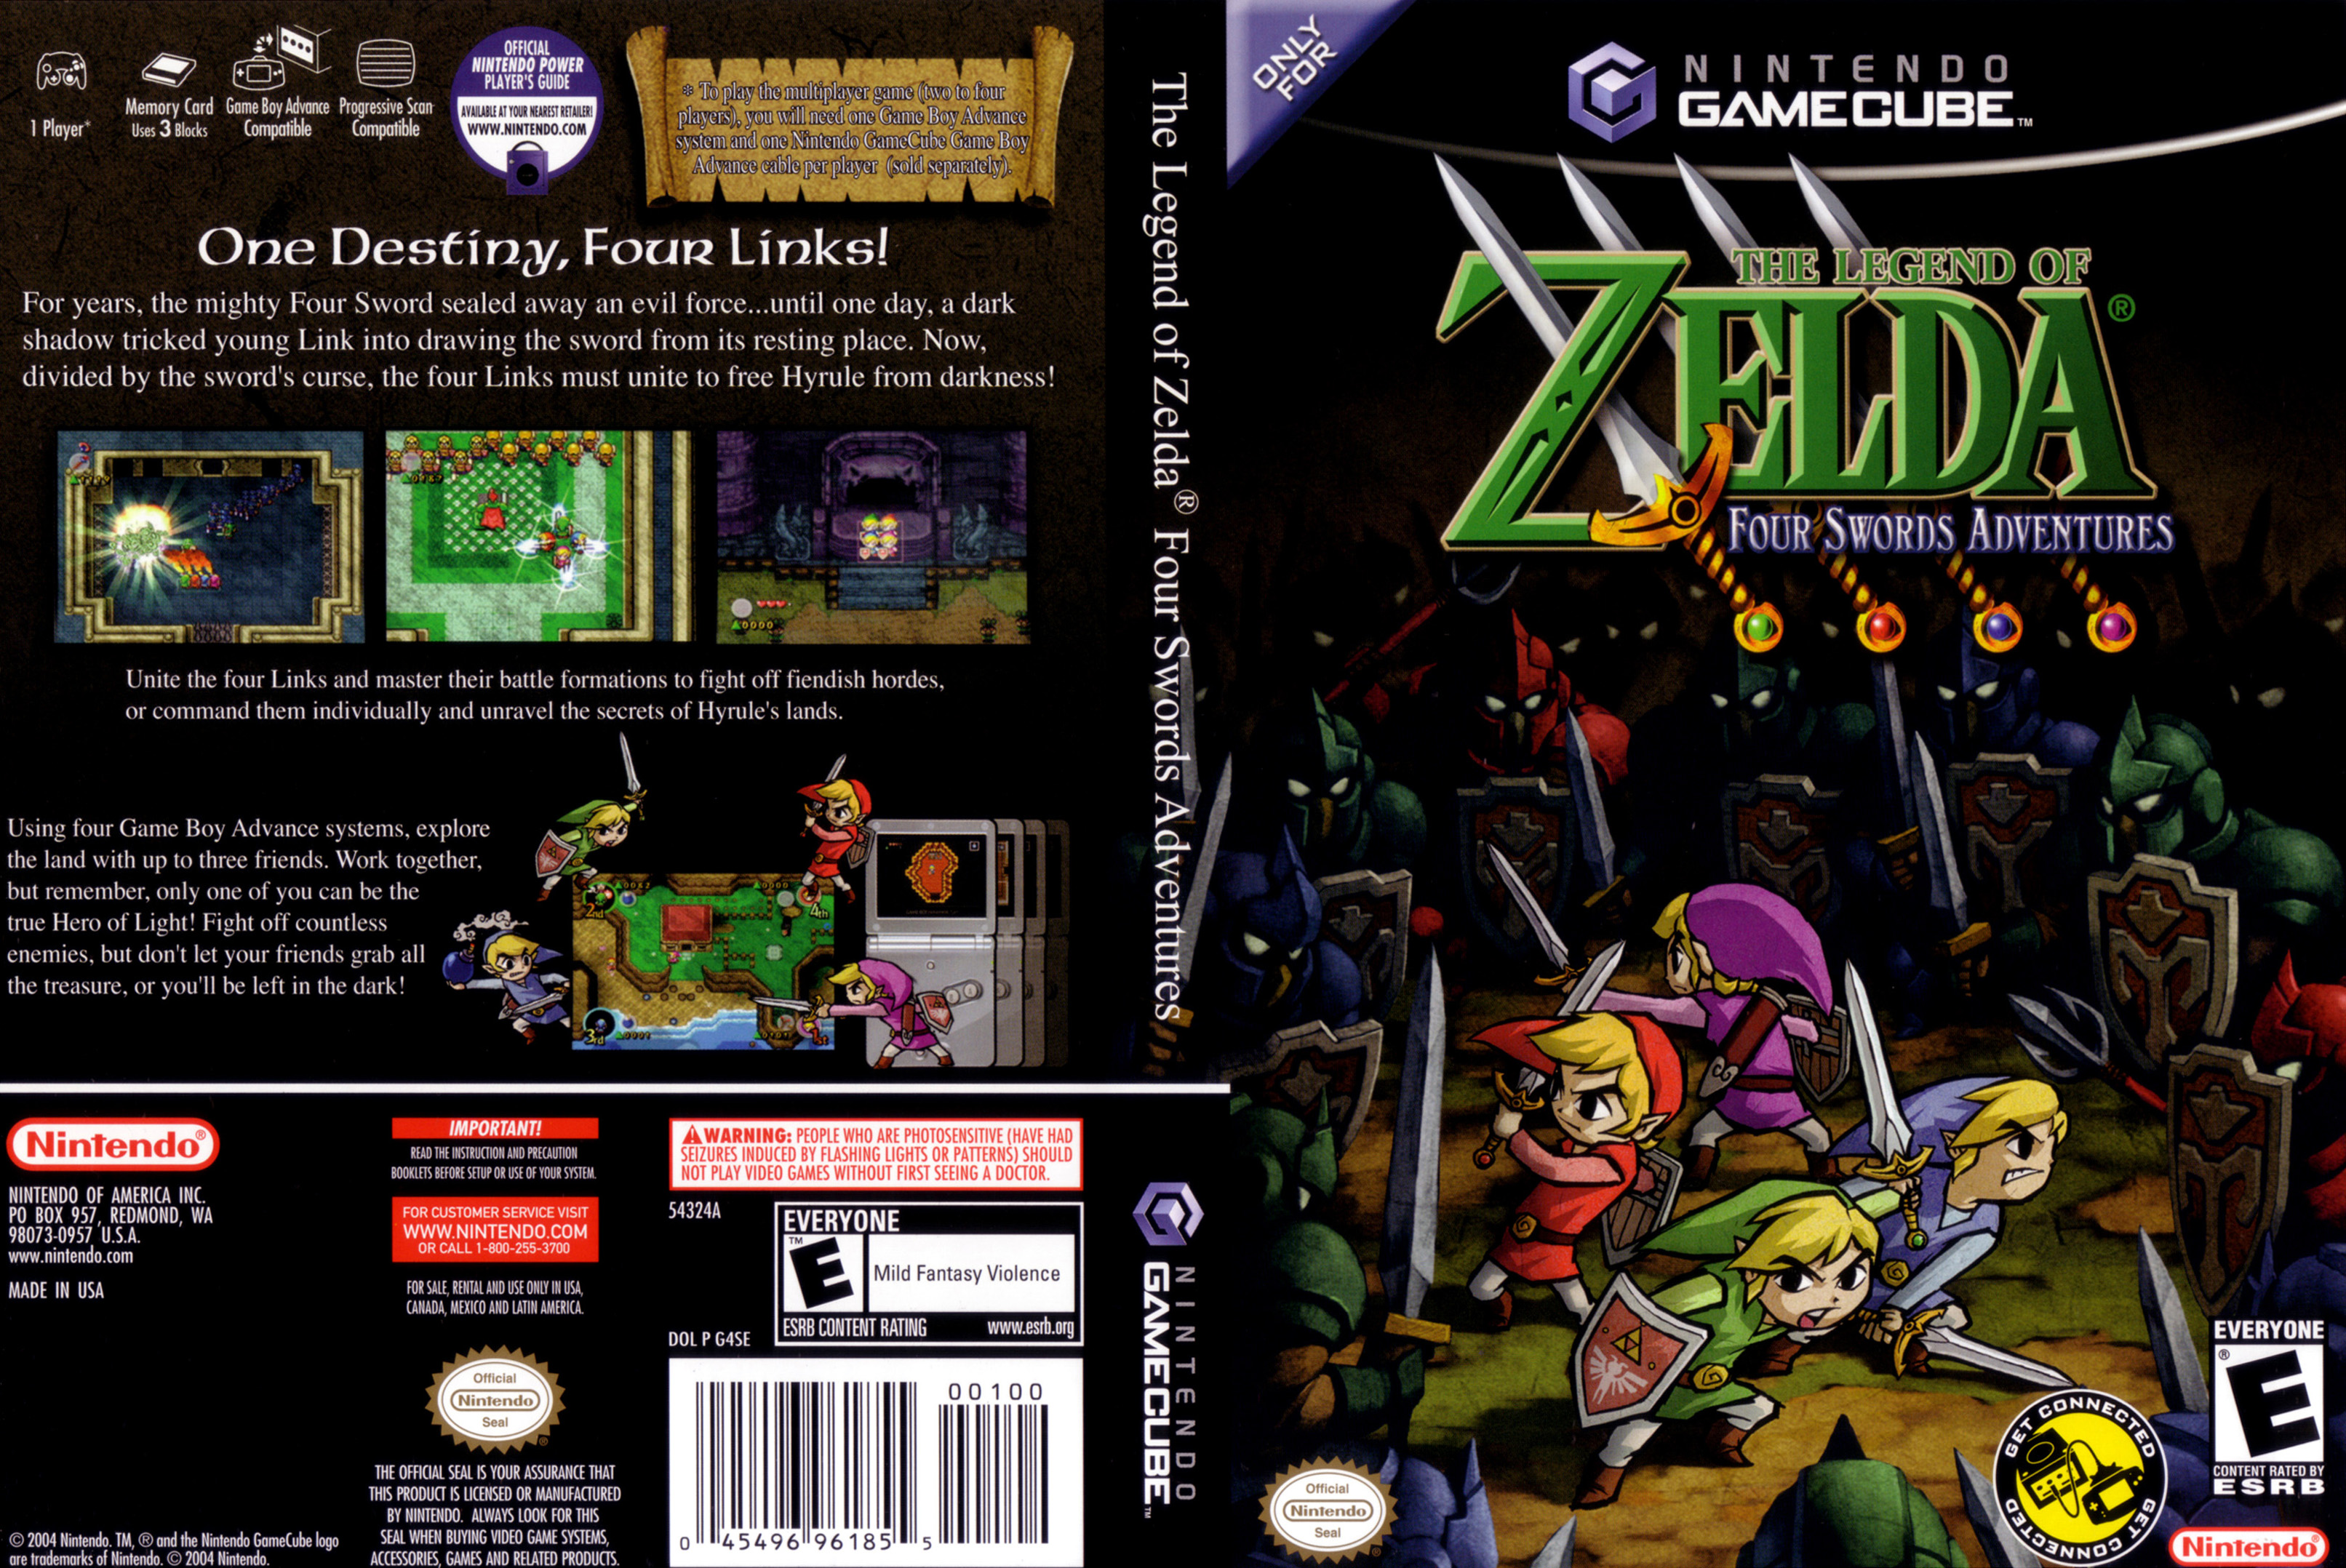 1 Player*
Memory Card
Uses 3 Blocks
Game Boy Advance
Compatible
Progressive Scan
Compatible
OFFICIAL
NINTENDO POWER
PLAYER'S GUIDE
AVAILABLE AT YOUR NEAREST RETAILER!
WWW.NINTENDO.COM
* To play the multiplayer game (two to four
players), you will need one Game Boy Advance
system and one Nintendo GameCube Game Boy
Advance cable per player (sold separately).
One Destiny, Four Links!
For years, the mighty Four Sword sealed away an evil force...until one day, a dark
shadow tricked young Link into drawing the sword from its resting place. Now,
divided by the sword's curse, the four Links must unite to free Hyrule from darkness!
Unite the four Links and master their battle formations to fight off fiendish hordes,
or command them individually and unravel the secrets of Hyrule's lands.
Using four Game Boy Advance systems, explore
the land with up to three friends. Work together,
but remember, only one of you can be the
true Hero of Light! Fight off countless
enemies, but don't let your friends grab all
the treasure, or you'll be left in the dark!
2nd
4th
3rd
1st
Nintendo®
NINTENDO OF AMERICA INC.
PO BOX 957, REDMOND, WA
98073-0957 U.S.A.
www.nintendo.com
MADE IN USA
© 2004 Nintendo. TM, ® and the Nintendo GameCube logo
are trademarks of Nintendo. © 2004 Nintendo.
IMPORTANT!
READ THE INSTRUCTION AND PRECAUTION
BOOKLETS BEFORE SETUP OR USE OF YOUR SYSTEM.
FOR CUSTOMER SERVICE VISIT
WWW.NINTENDO.COM
OR CALL 1-800-255-3700
FOR SALE, RENTAL AND USE ONLY IN USA,
CANADA, MEXICO AND LATIN AMERICA.
Official
Nintendo
Seal
®
THE OFFICIAL SEAL IS YOUR ASSURANCE THAT
THIS PRODUCT IS LICENSED OR MANUFACTURED
BY NINTENDO. ALWAYS LOOK FOR THIS
SEAL WHEN BUYING VIDEO GAME SYSTEMS,
ACCESSORIES, GAMES AND RELATED PRODUCTS.
WARNING: PEOPLE WHO ARE PHOTOSENSITIVE (HAVE HAD
SEIZURES INDUCED BY FLASHING LIGHTS OR PATTERNS) SHOULD
NOT PLAY VIDEO GAMES WITHOUT FIRST SEEING A DOCTOR.
54324A
EVERYONE
™
E
Mild Fantasy Violence
ESRB CONTENT RATING www.esrb.org
DOL P G4SE
00100
0 45496 96185 5
The Legend of Zelda® Four Swords Adventures
NINTENDO
GAMECUBE™
ONLY
FOR
NINTENDO
GAMECUBE™
THE LEGEND OF
ZELDA®
FOUR SWORDS ADVENTURES
Official
Nintendo
Seal
GET CONNECTED
GET CONNECTED
EVERYONE
®
E
CONTENT RATED BY
ESRB
Nintendo®